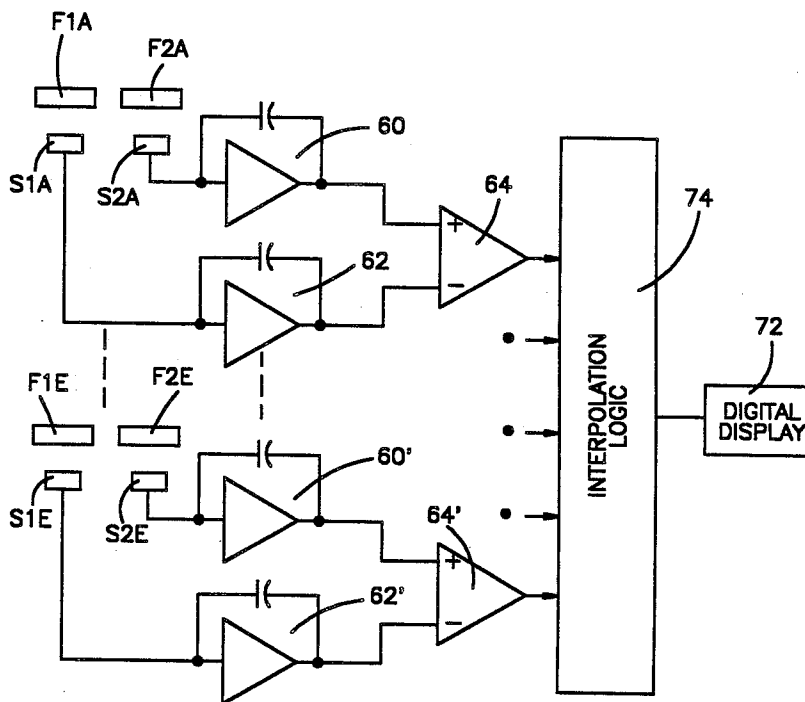 F1A
F2A
S1A
S2A
60
62
64
+
−
74
72
INTERPOLATION
LOGIC
DIGITAL
DISPLAY
F1E
F2E
S1E
S2E
60'
62'
64'
+
−